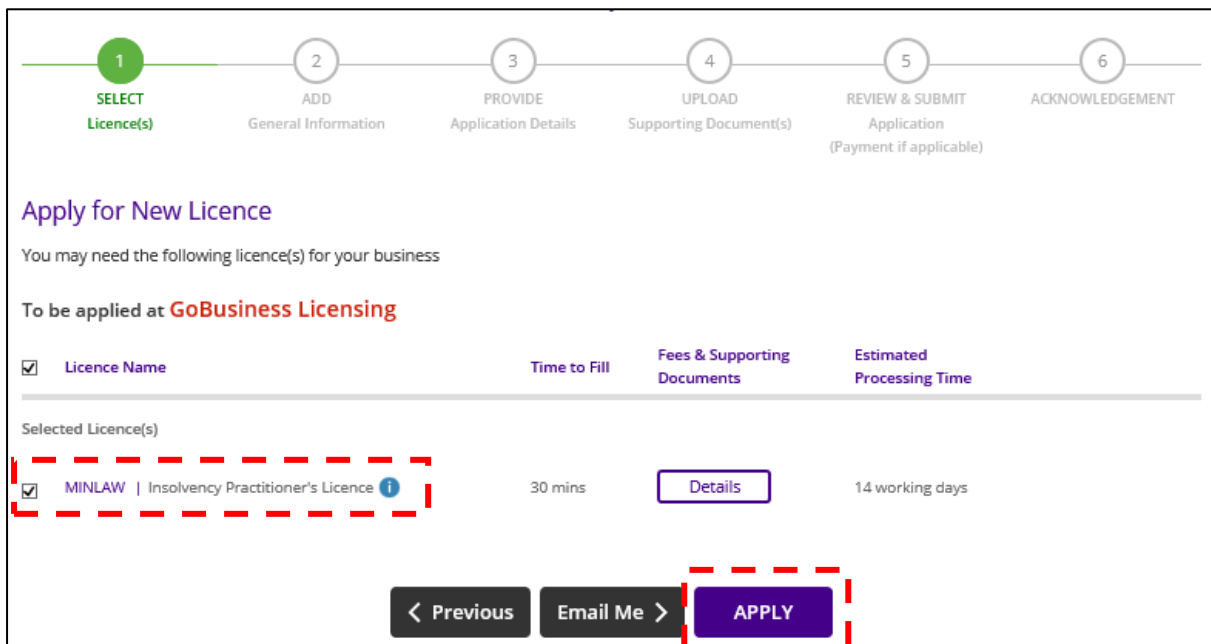 1
2
3
4
5
6
SELECT
Licence(s)
ADD
General Information
PROVIDE
Application Details
UPLOAD
Supporting Document(s)
REVIEW & SUBMIT
Application
(Payment if applicable)
ACKNOWLEDGEMENT
Apply for New Licence
You may need the following licence(s) for your business
To be applied at GoBusiness Licensing
Licence Name
Time to Fill
Fees & Supporting
Documents
Estimated
Processing Time
Selected Licence(s)
MINLAW | Insolvency Practitioner's Licence i
30 mins
Details
14 working days
< Previous
Email Me >
APPLY